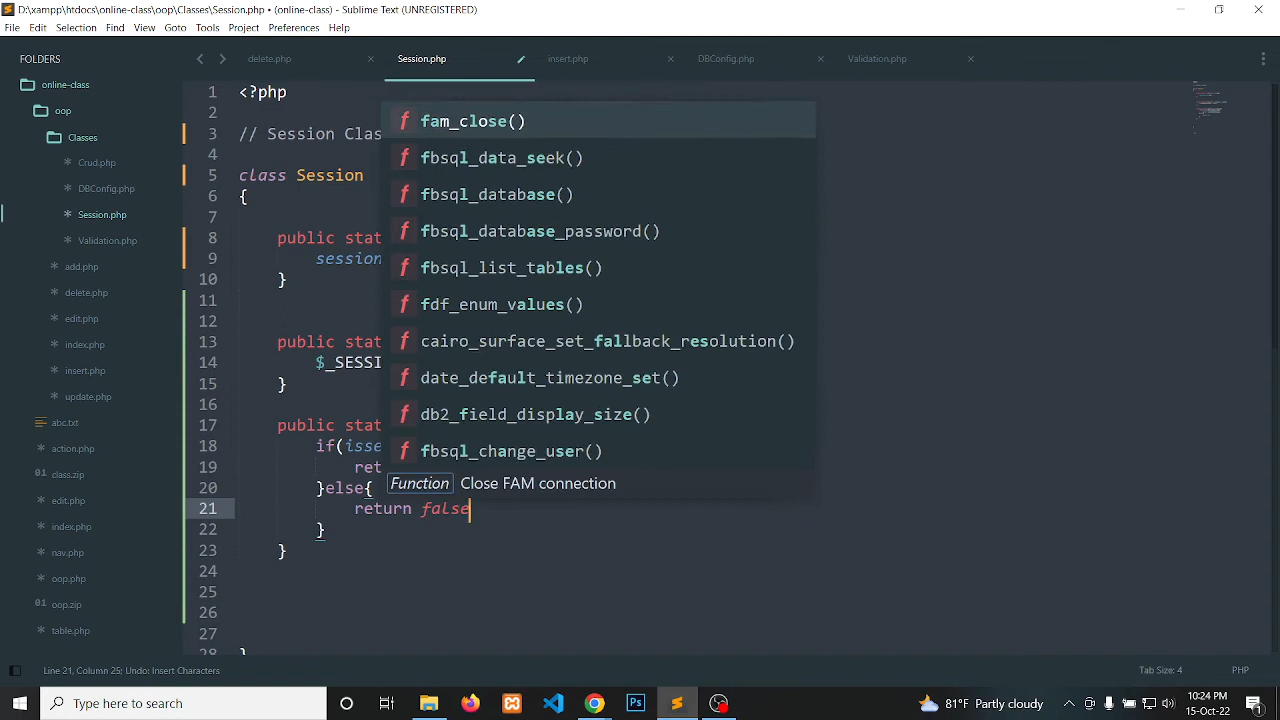 D:\xampp\htdocs\online-class\oop\Classes\Session.php • (online-class) - Sublime Text (UNREGISTERED)
File Edit Selection Find View Goto Tools Project Preferences Help
FOLDERS
online-class
oop
Classes
Crud.php
DBConfig.php
Session.php
Validation.php
add.php
delete.php
edit.php
index.php
insert.php
update.php
abc.txt
action.php
class.zip
edit.php
index.php
nav.php
oop.php
oop.zip
table.php
delete.php Session.php insert.php DBConfig.php Validation.php
1 <?php
2
3 // Session Clas
4
5 class Session
6 {
7
8 public stat
9 session
10 }
11
12
13 public stat
14 $_SESSI
15 }
16
17 public stat
18 if(isse
19 ret
20 }else{
21 return false
22 }
23 }
24
25
26
27
28 }
f fam_close()
f fbsql_data_seek()
f fbsql_database()
f fbsql_database_password()
f fbsql_list_tables()
f fdf_enum_values()
f cairo_surface_set_fallback_resolution()
f date_default_timezone_set()
f db2_field_display_size()
f fbsql_change_user()
Function Close FAM connection
Line 21, Column 25; Undo: Insert Characters Tab Size: 4 PHP
Type here to search
Ps
81°F Partly cloudy
10:24 PM
15-Oct-22